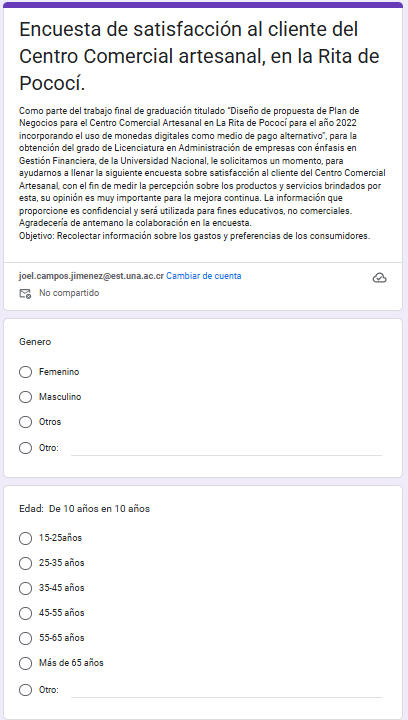 Encuesta de satisfacción al cliente del
Centro Comercial artesanal, en la Rita de
Pococí.
Como parte del trabajo final de graduación titulado "Diseño de propuesta de Plan de
Negocios para el Centro Comercial Artesanal en La Rita de Pococí para el año 2022
incorporando el uso de monedas digitales como medio de pago alternativo", para la
obtención del grado de Licenciatura en Administración de empresas con énfasis en
Gestión Financiera, de la Universidad Nacional, le solicitamos un momento, para
ayudarnos a llenar la siguiente encuesta sobre satisfacción al cliente del Centro Comercial
Artesanal, con el fin de medir la percepción sobre los productos y servicios brindados por
esta, su opinión es muy importante para la mejora continua. La información que
proporcione es confidencial y será utilizada para fines educativos, no comerciales.
Agradecería de antemano la colaboración en la encuesta.
Objetivo: Recolectar información sobre los gastos y preferencias de los consumidores.
joel.campos.jimenez@est.una.ac.cr Cambiar de cuenta
No compartido
Genero
Femenino
Masculino
Otros
Otro:
Edad: De 10 años en 10 años
15-25años
25-35 años
35-45 años
45-55 años
55-65 años
Más de 65 años
Otro: